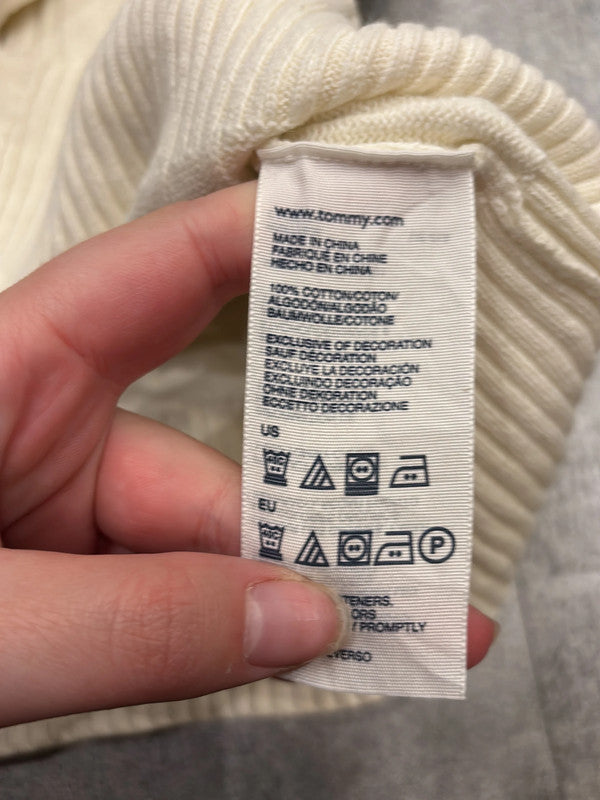 www.tommy.com
MADE IN CHINA
FABRIQUÉ EN CHINE
HECHO EN CHINA
100% COTTON/COTON/
ALGODÓN/ALGODÃO
BAUMWOLLE/COTONE
EXCLUSIVE OF DECORATION
SAUF DÉCORATION
EXCLUYE LA DECORACIÓN
EXCLUINDO DECORAÇÃO
OHNE DEKORATION
ECCETTO DECORAZIONE
US
EU
P
TENERS.
ORS
/ PROMPTLY
VERSO